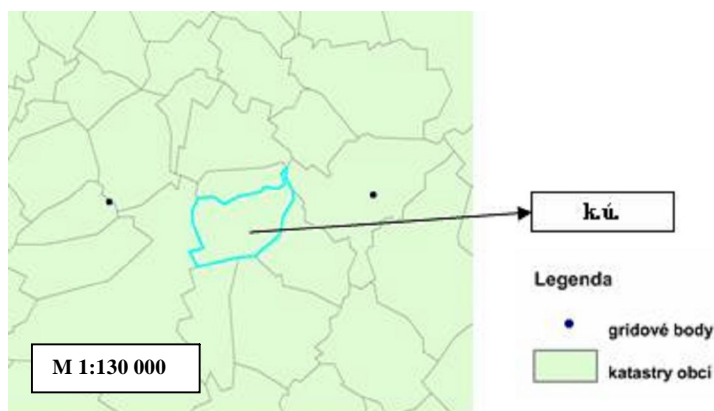 k.ú.
Legenda
gridové body
katastry obcí
M 1:130 000